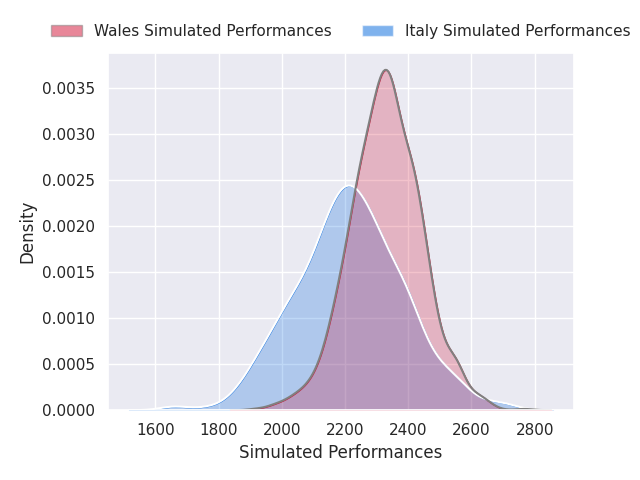 Wales Simulated Performances Italy Simulated Performances
0.0035
0.0030
0.0025
0.0020
0.0015
0.0010
0.0005
0.0000
Density
1600 1800 2000 2200 2400 2600 2800
Simulated Performances